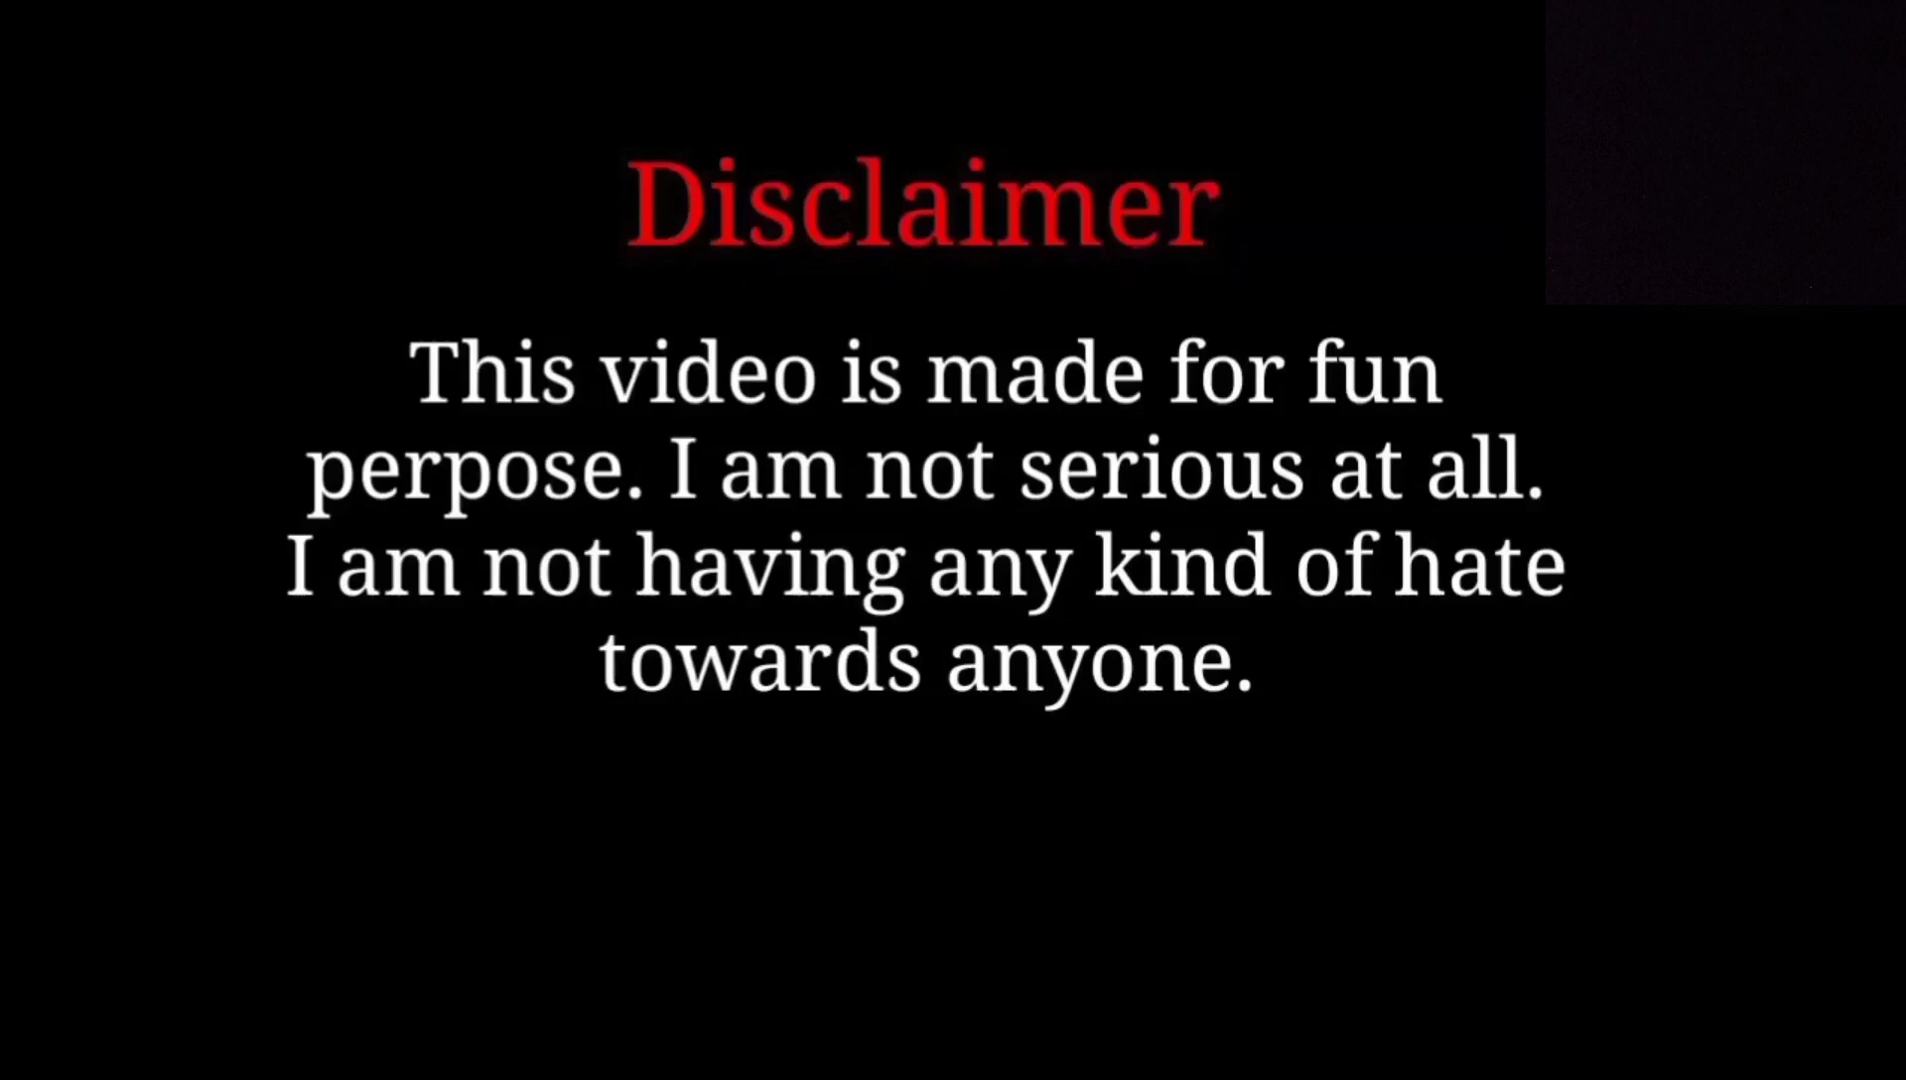 Disclaimer
This video is made for fun
perpose. I am not serious at all.
I am not having any kind of hate
towards anyone.